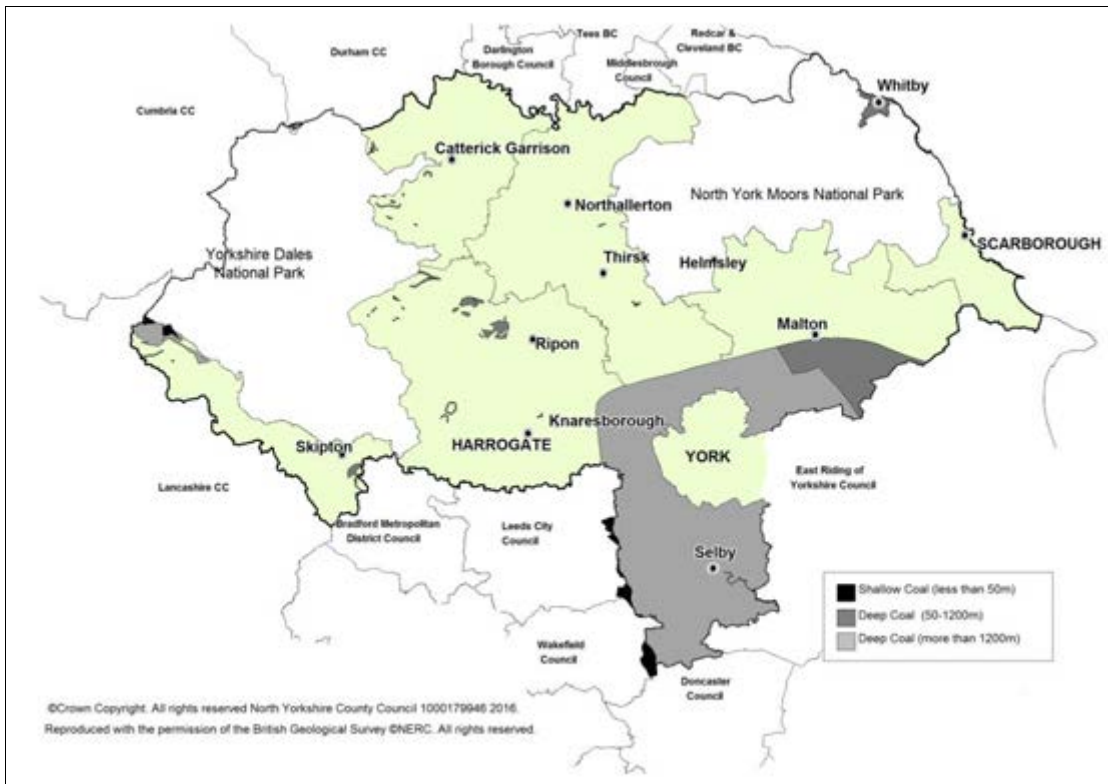 Tees BC
Redcar &
Cleveland BC
Durham CC
Darlington
Borough Council
Middlesbrough
Council
Whitby
Cumbria CC
Catterick Garrison
North York Moors National Park
Northallerton
SCARBOROUGH
Yorkshire Dales
National Park
Thirsk
Helmsley
Malton
Ripon
Knaresborough
HARROGATE
Skipton
YORK
East Riding of
Yorkshire Council
Lancashire CC
Bradford Metropolitan
District Council
Leeds City
Council
Selby
Shallow Coal (less than 50m)
Deep Coal (50-1200m)
Deep Coal (more than 1200m)
Wakefield
Council
Doncaster
Council
©Crown Copyright. All rights reserved North Yorkshire County Council 1000179946 2016.
Reproduced with the permission of the British Geological Survey ©NERC. All rights reserved.